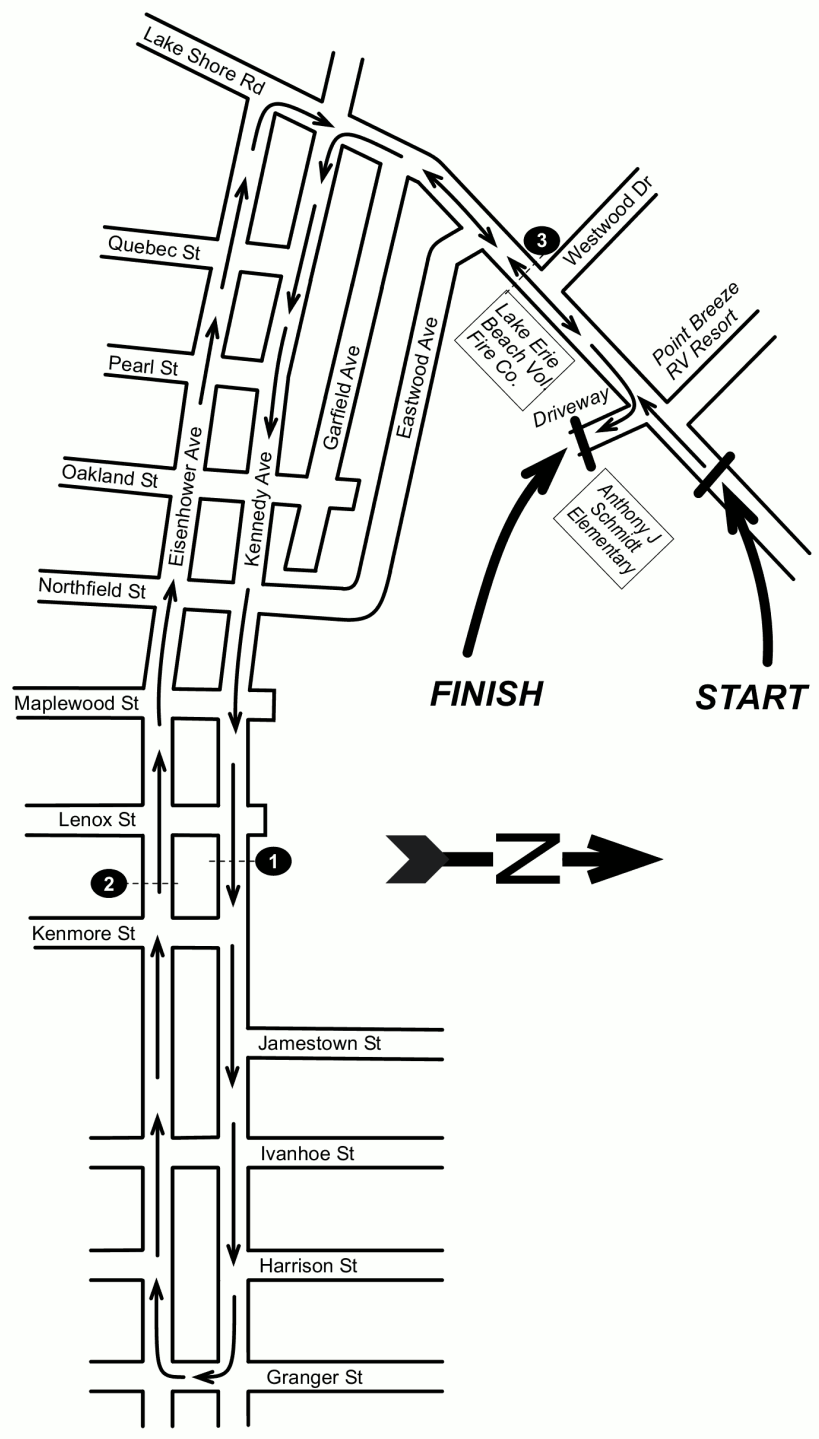 Lake Shore Rd
Quebec St
Westwood Dr
3
Lake Erie
Beach Vol.
Fire Co.
Point Breeze
RV Resort
Pearl St
Garfield Ave
Eastwood Ave
Driveway
Oakland St
Eisenhower Ave
Kennedy Ave
Anthony J
Schmidt
Elementary
Northfield St
FINISH
START
Maplewood St
Lenox St
N
1
2
Kenmore St
Jamestown St
Ivanhoe St
Harrison St
Granger St